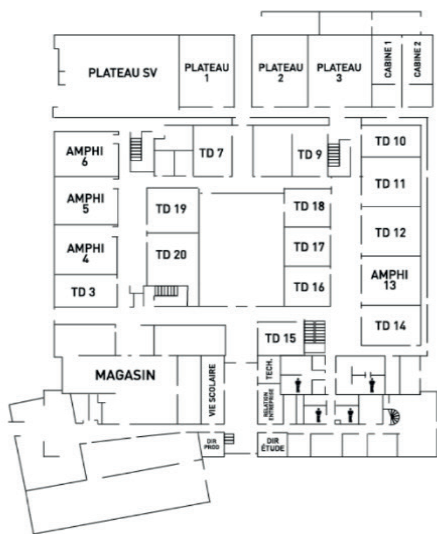 PLATEAU SV
PLATEAU
1
PLATEAU
2
PLATEAU
3
CABINE 1
CABINE 2
AMPHI
6
TD 7
TD 9
TD 10
AMPHI
5
TD 19
TD 18
TD 11
AMPHI
4
TD 20
TD 17
TD 12
TD 3
TD 16
AMPHI
13
TD 15
TD 14
MAGASIN
VIE SCOLAIRE
TECH.
RELATION
ENTREPRISE
DIR
PROD
DIR
ÉTUDE